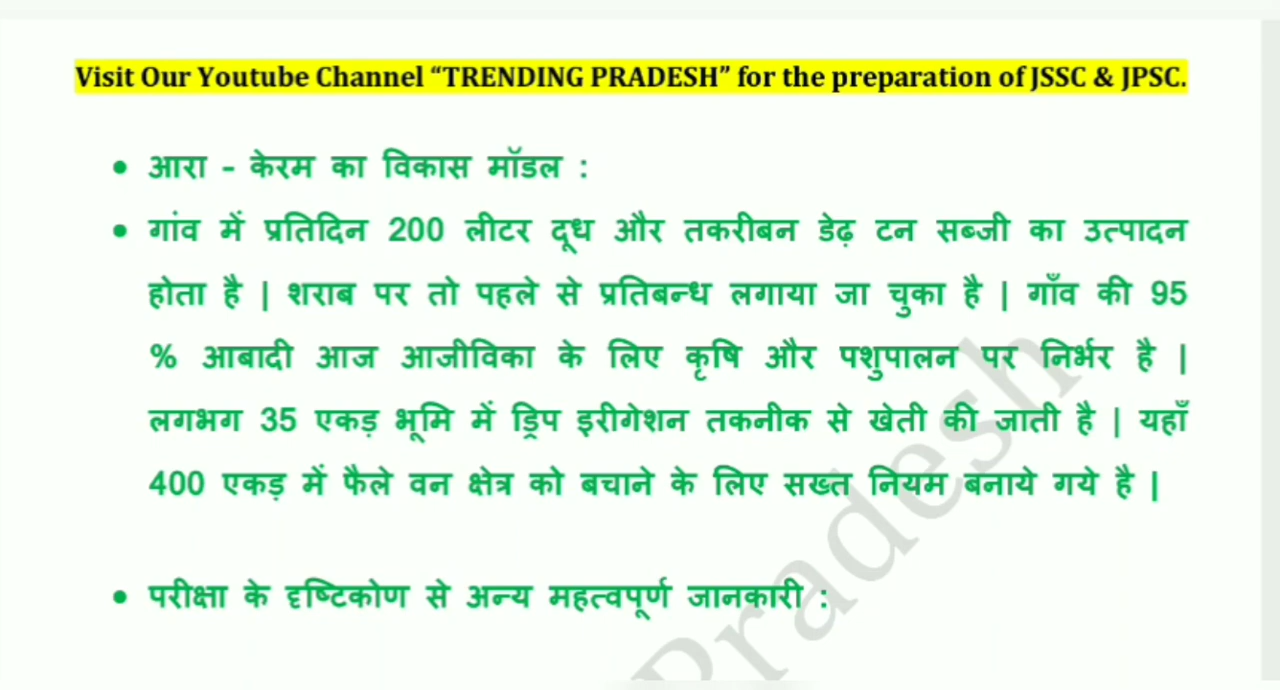 Visit Our Youtube Channel “TRENDING PRADESH” for the preparation of JSSC & JPSC.
• आरा - केरम का विकास मॉडल :
• गांव में प्रतिदिन 200 लीटर दूध और तकरीबन डेढ़ टन सब्जी का उत्पादन
होता है | शराब पर तो पहले से प्रतिबन्ध लगाया जा चुका है | गाँव की 95
% आबादी आज आजीविका के लिए कृषि और पशुपालन पर निर्भर है |
लगभग 35 एकड़ भूमि में ड्रिप इरीगेशन तकनीक से खेती की जाती है | यहाँ
400 एकड़ में फैले वन क्षेत्र को बचाने के लिए सख्त नियम बनाये गये है |
• परीक्षा के दृष्टिकोण से अन्य महत्वपूर्ण जानकारी :
Pradesh